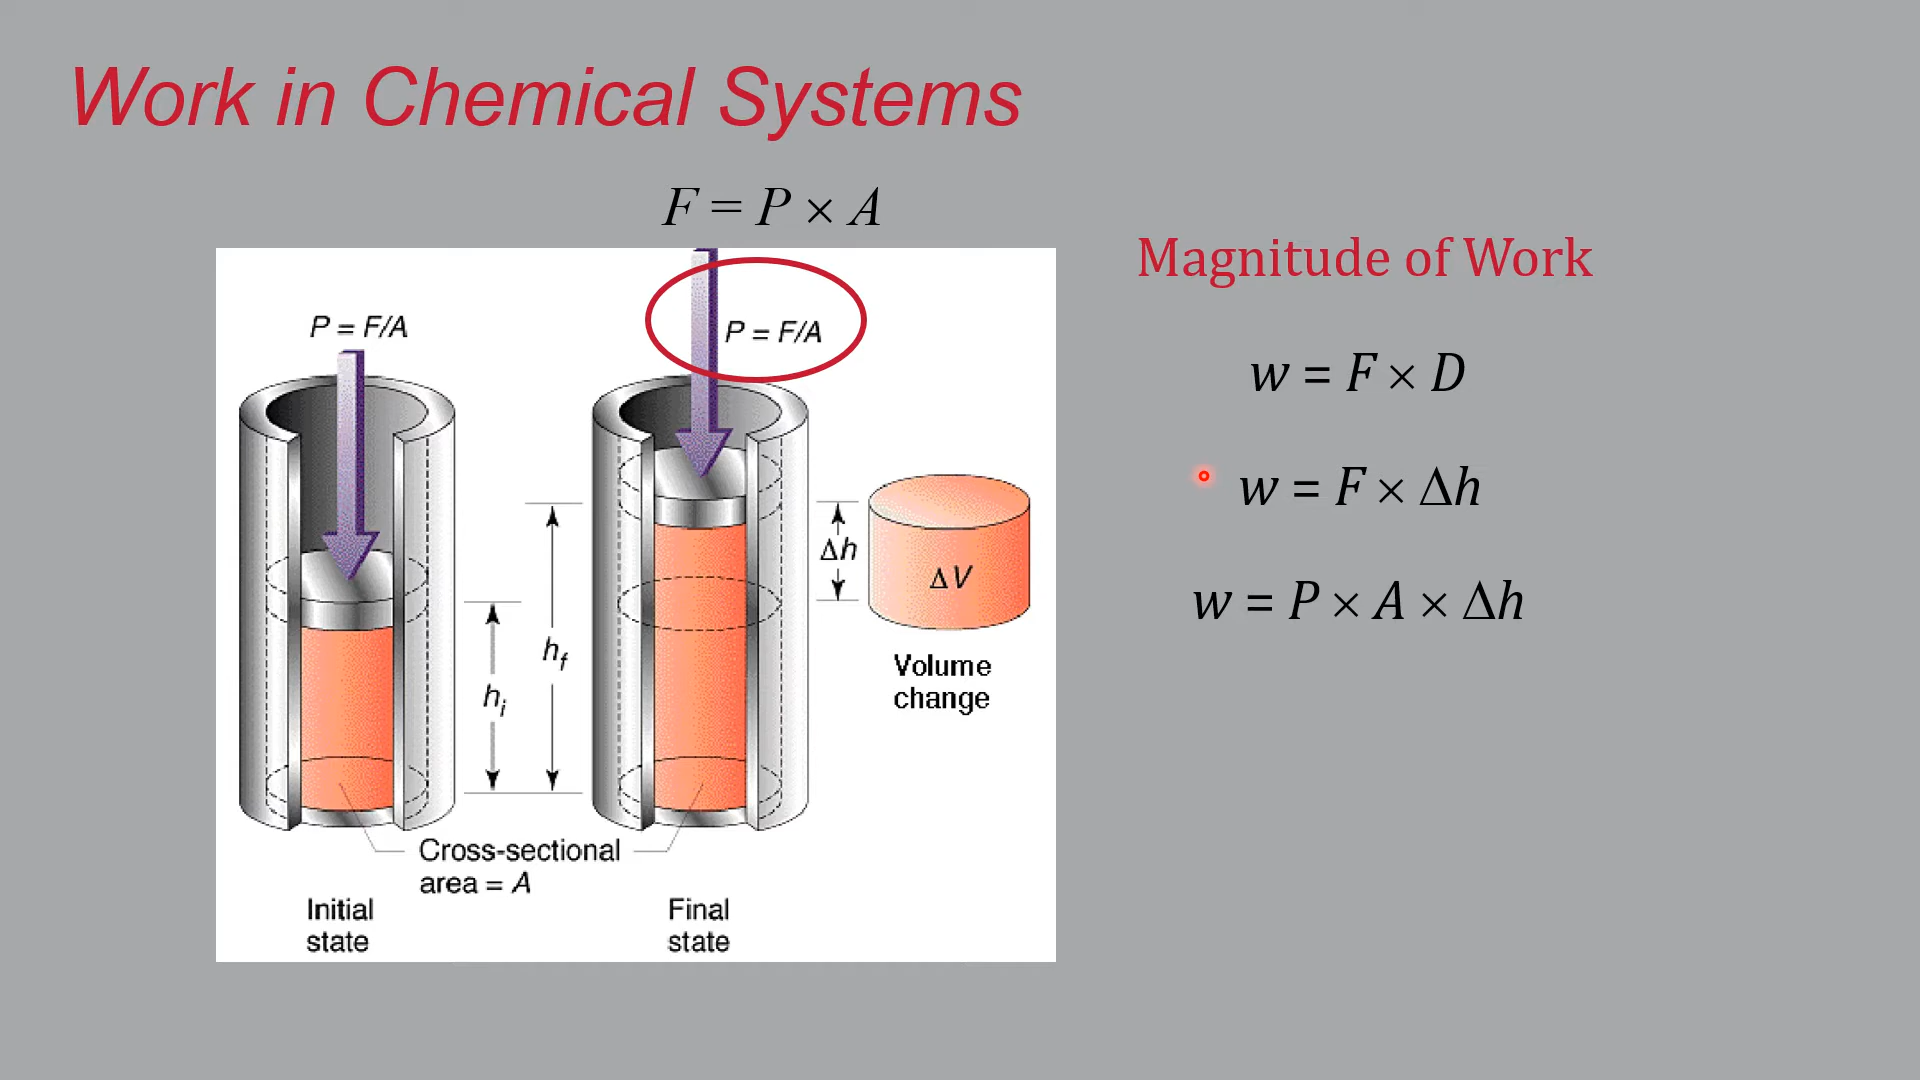 Work in Chemical Systems
F = P × A
Magnitude of Work
P = F/A
P = F/A
w = F × D
w = F × Δh
Δh
ΔV
w = P × A × Δh
h_f
h_i
Volume
change
Cross-sectional
area = A
Initial
state
Final
state